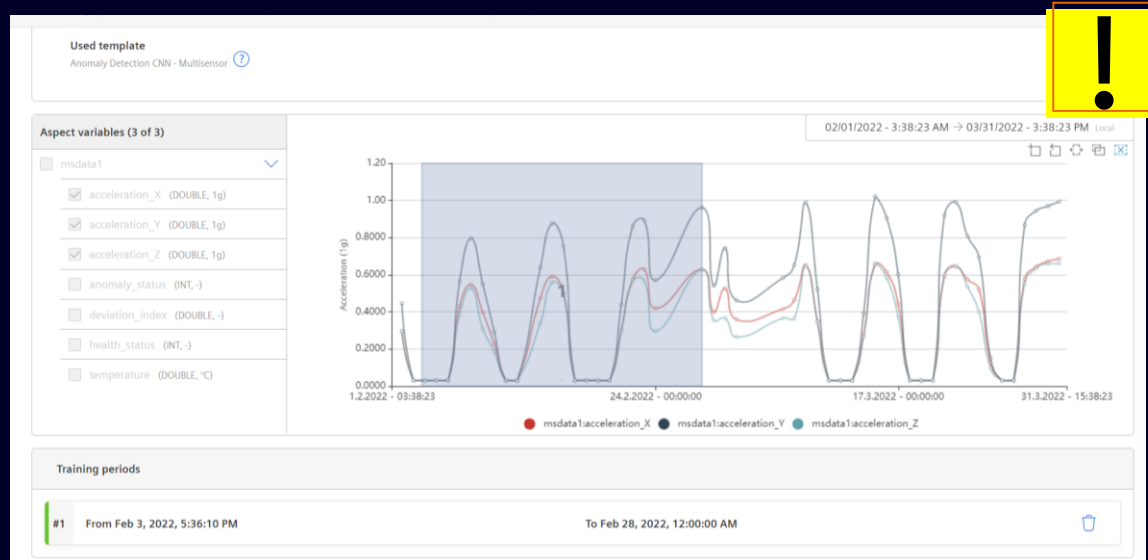 Used template
Anomaly Detection CNN - Multisensor ?
!
Aspect variables (3 of 3)
02/01/2022 - 3:38:23 AM → 03/31/2022 - 3:38:23 PM Local
msdata1
acceleration_X (DOUBLE, 1g)
acceleration_Y (DOUBLE, 1g)
acceleration_Z (DOUBLE, 1g)
anomaly_status (INT, -)
deviation_index (DOUBLE, -)
health_status (INT, -)
temperature (DOUBLE, °C)
Acceleration (1g)
1.20
1.00
0.8000
0.6000
0.4000
0.2000
0.0000
1.2.2022 - 03:38:23
24.2.2022 - 00:00:00
17.3.2022 - 00:00:00
31.3.2022 - 15:38:23
1
msdata1:acceleration_X
msdata1:acceleration_Y
msdata1:acceleration_Z
Training periods
#1 From Feb 3, 2022, 5:36:10 PM To Feb 28, 2022, 12:00:00 AM